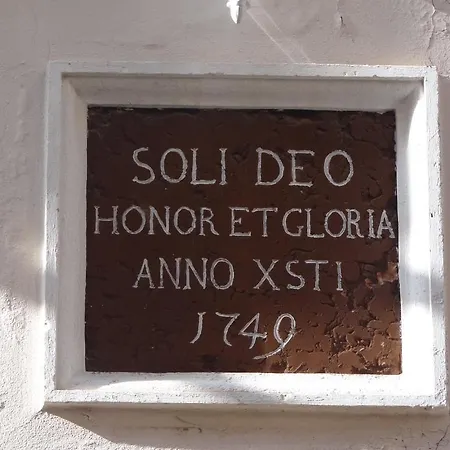 SOLI DEO
HONOR ET GLORIA
ANNO XSTI
1749